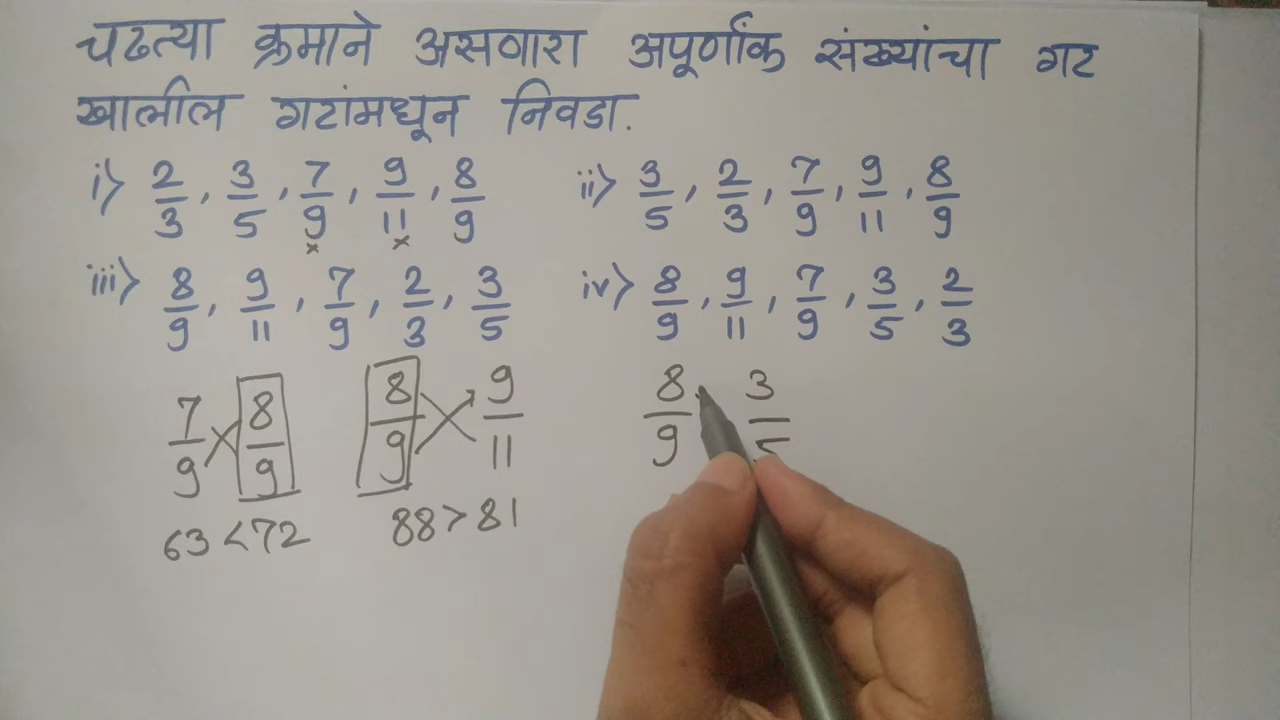 चढत्या क्रमाने असणारा अपूर्णांक संख्यांचा गट
खालील गटांमधून निवडा.
i) 2/3, 3/5, 7/9, 9/11, 8/9 ii) 3/5, 2/3, 7/9, 9/11, 8/9
× ×
iii) 8/9, 9/11, 7/9, 2/3, 3/5 iv) 8/9, 9/11, 7/9, 3/5, 2/3
7/9 × 8/9 8/9 × 9/11 8/9 3/5
63 < 72 88 > 81